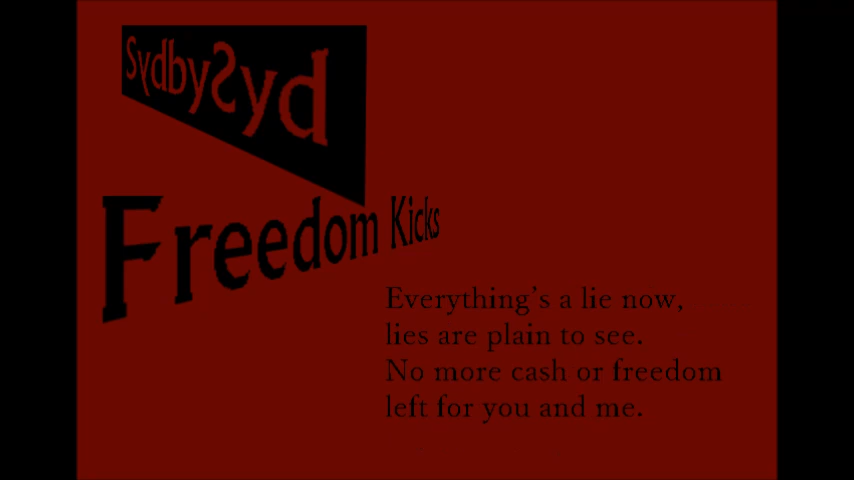 SydbySyd
Freedom Kicks
Everything's a lie now,
lies are plain to see.
No more cash or freedom
left for you and me.